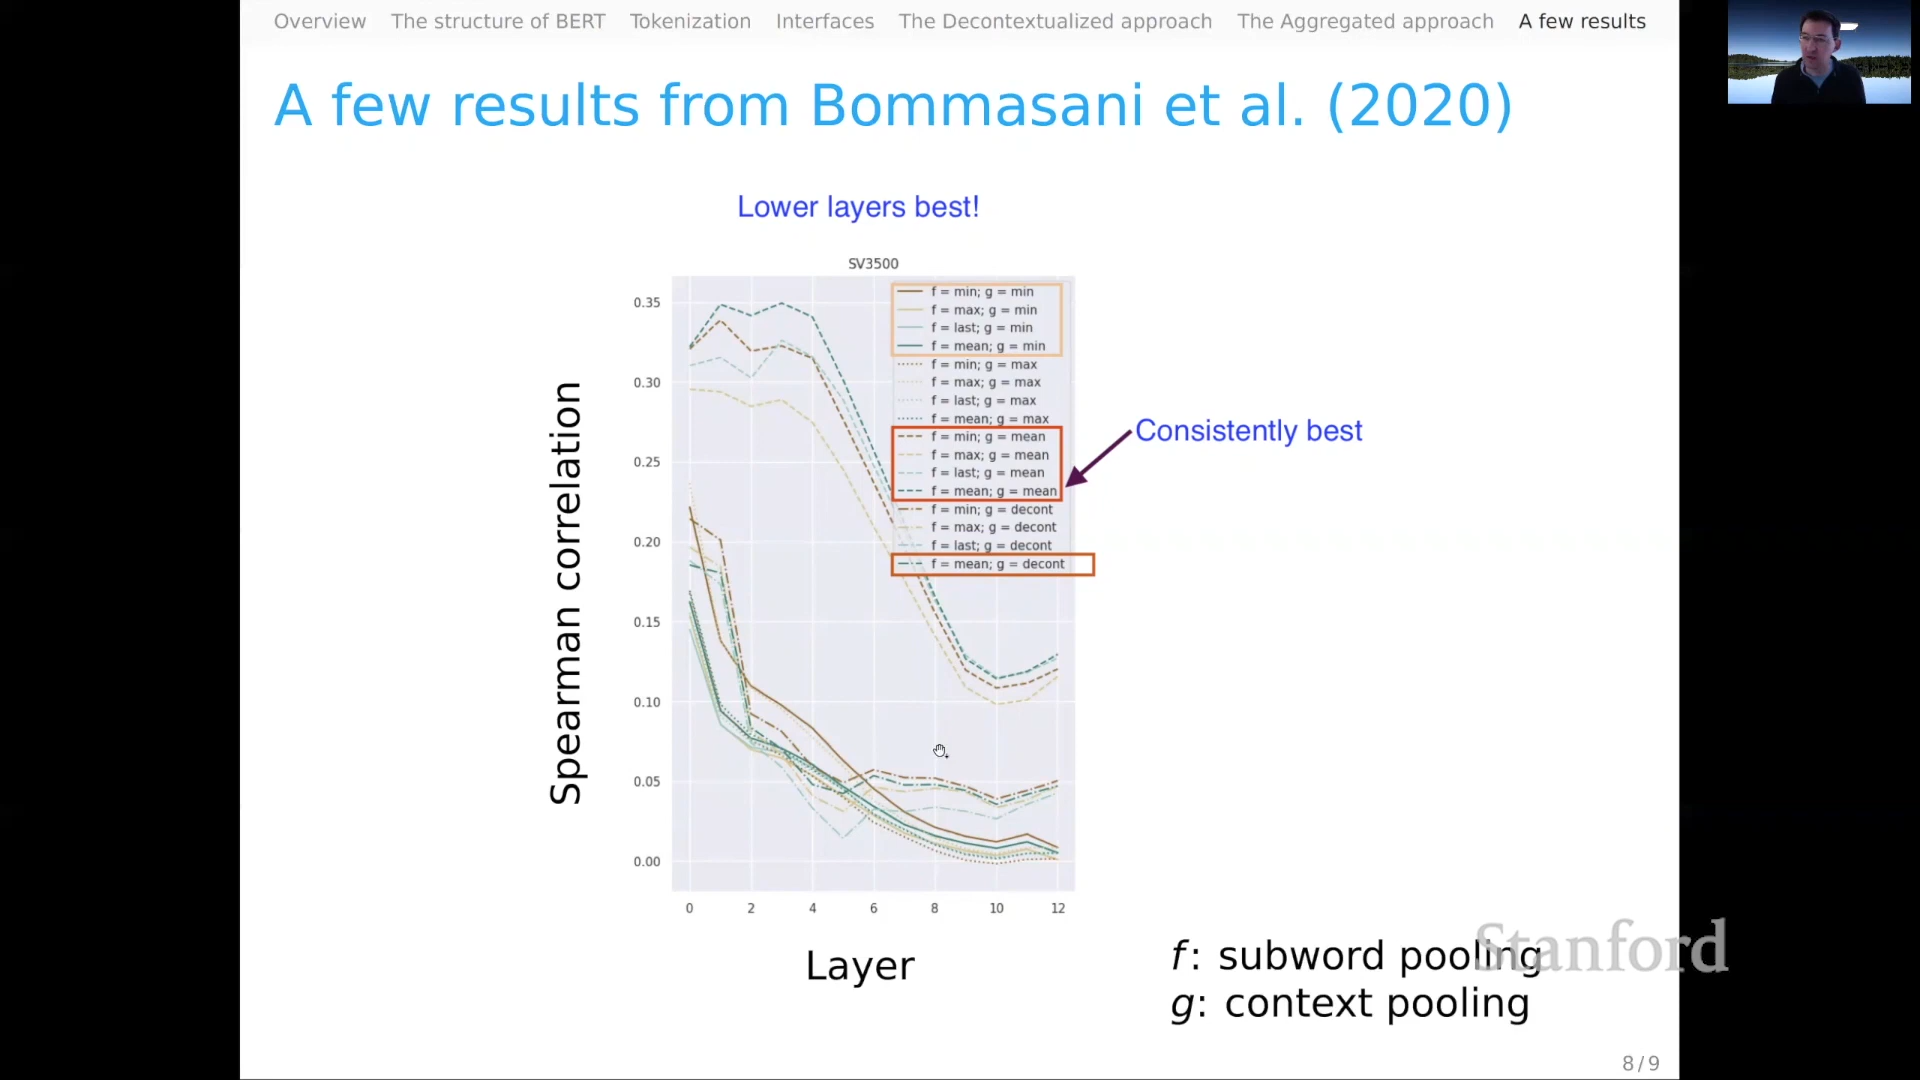 Overview The structure of BERT Tokenization Interfaces The Decontextualized approach The Aggregated approach A few results
A few results from Bommasani et al. (2020)
Lower layers best!
SV3500
0.35
0.30
0.25
0.20
0.15
0.10
0.05
0.00
Spearman correlation
f = min; g = min
f = max; g = min
f = last; g = min
f = mean; g = min
f = min; g = max
f = max; g = max
f = last; g = max
f = mean; g = max
f = min; g = mean
f = max; g = mean
f = last; g = mean
f = mean; g = mean
f = min; g = decont
f = max; g = decont
f = last; g = decont
f = mean; g = decont
Consistently best
0 2 4 6 8 10 12
Layer
f: subword pooling
g: context pooling
Stanford
8/9